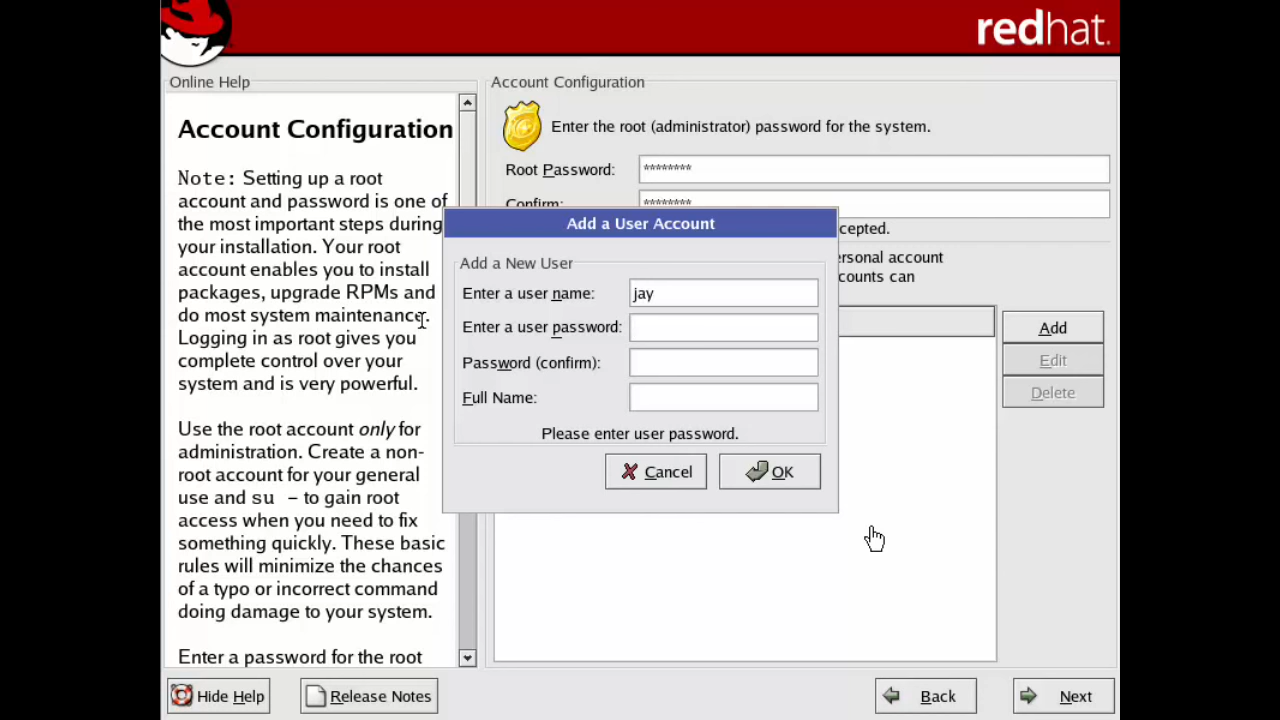 redhat.
Online Help
Account Configuration
Note: Setting up a root
account and password is one of
the most important steps during
your installation. Your root
account enables you to install
packages, upgrade RPMs and
do most system maintenance.
Logging in as root gives you
complete control over your
system and is very powerful.
Use the root account only for
administration. Create a non-
root account for your general
use and su - to gain root
access when you need to fix
something quickly. These basic
rules will minimize the chances
of a typo or incorrect command
doing damage to your system.
Enter a password for the root
Account Configuration
Enter the root (administrator) password for the system.
Root Password: ********
Confirm: ********
cepted.
ersonal account
counts can
Add
Edit
Delete
Add a User Account
Add a New User
Enter a user name: jay
Enter a user password:
Password (confirm):
Full Name:
Please enter user password.
Cancel
OK
Hide Help
Release Notes
Back
Next